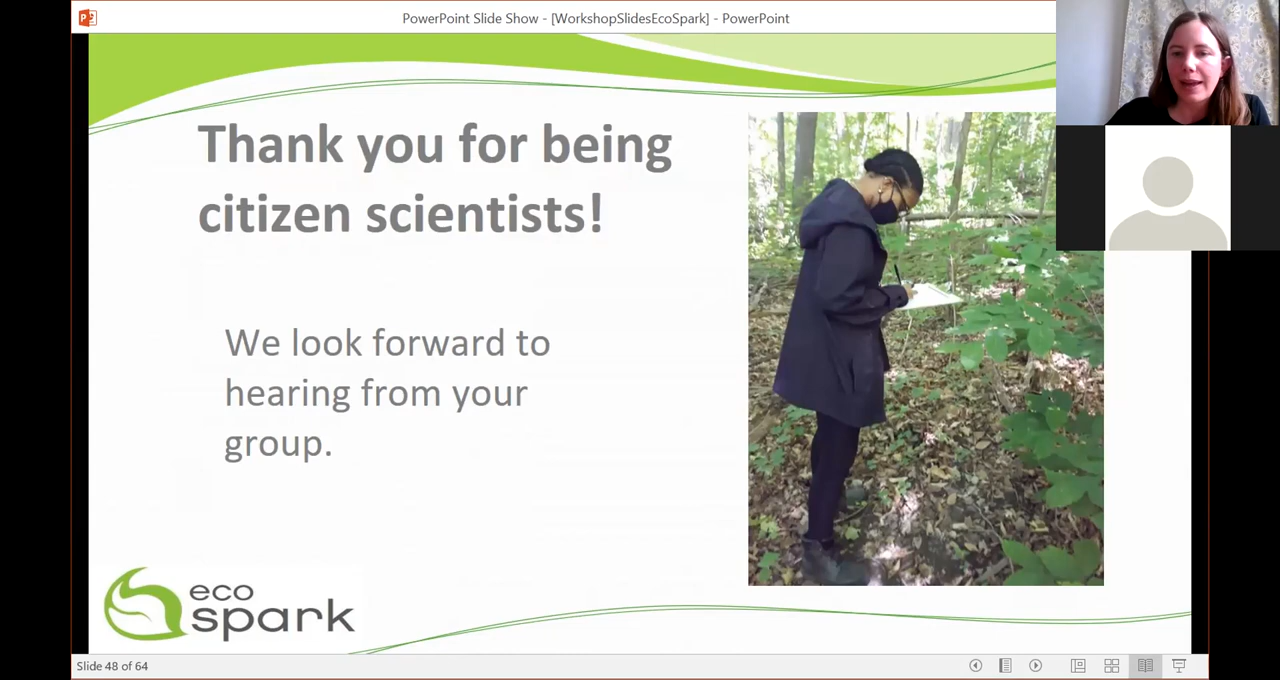 PowerPoint Slide Show - [WorkshopSlidesEcoSpark] - PowerPoint
Thank you for being
citizen scientists!
We look forward to
hearing from your
group.
eco
spark
Slide 48 of 64